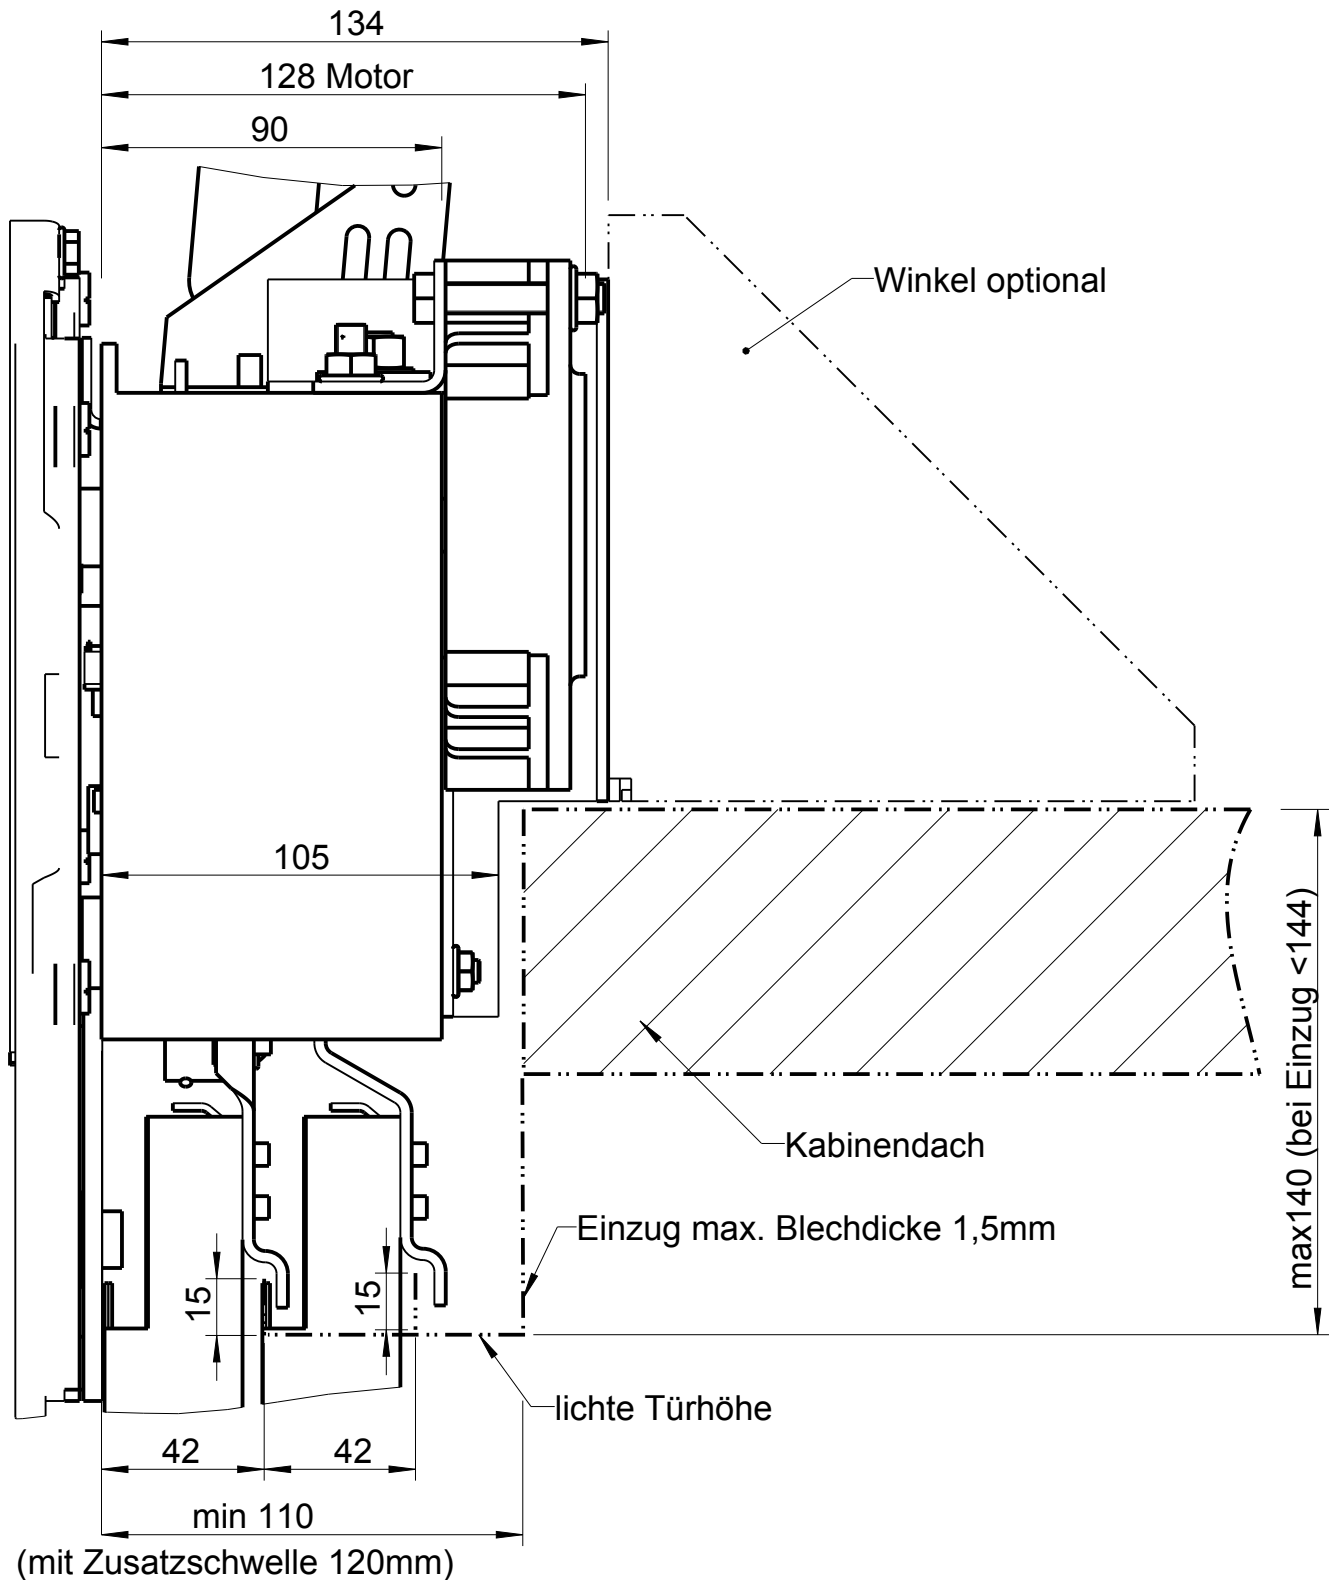 134
128 Motor
90
Winkel optional
105
max140 (bei Einzug <144)
Kabinendach
Einzug max. Blechdicke 1,5mm
15
15
lichte Türhöhe
42
42
min 110
(mit Zusatzschwelle 120mm)